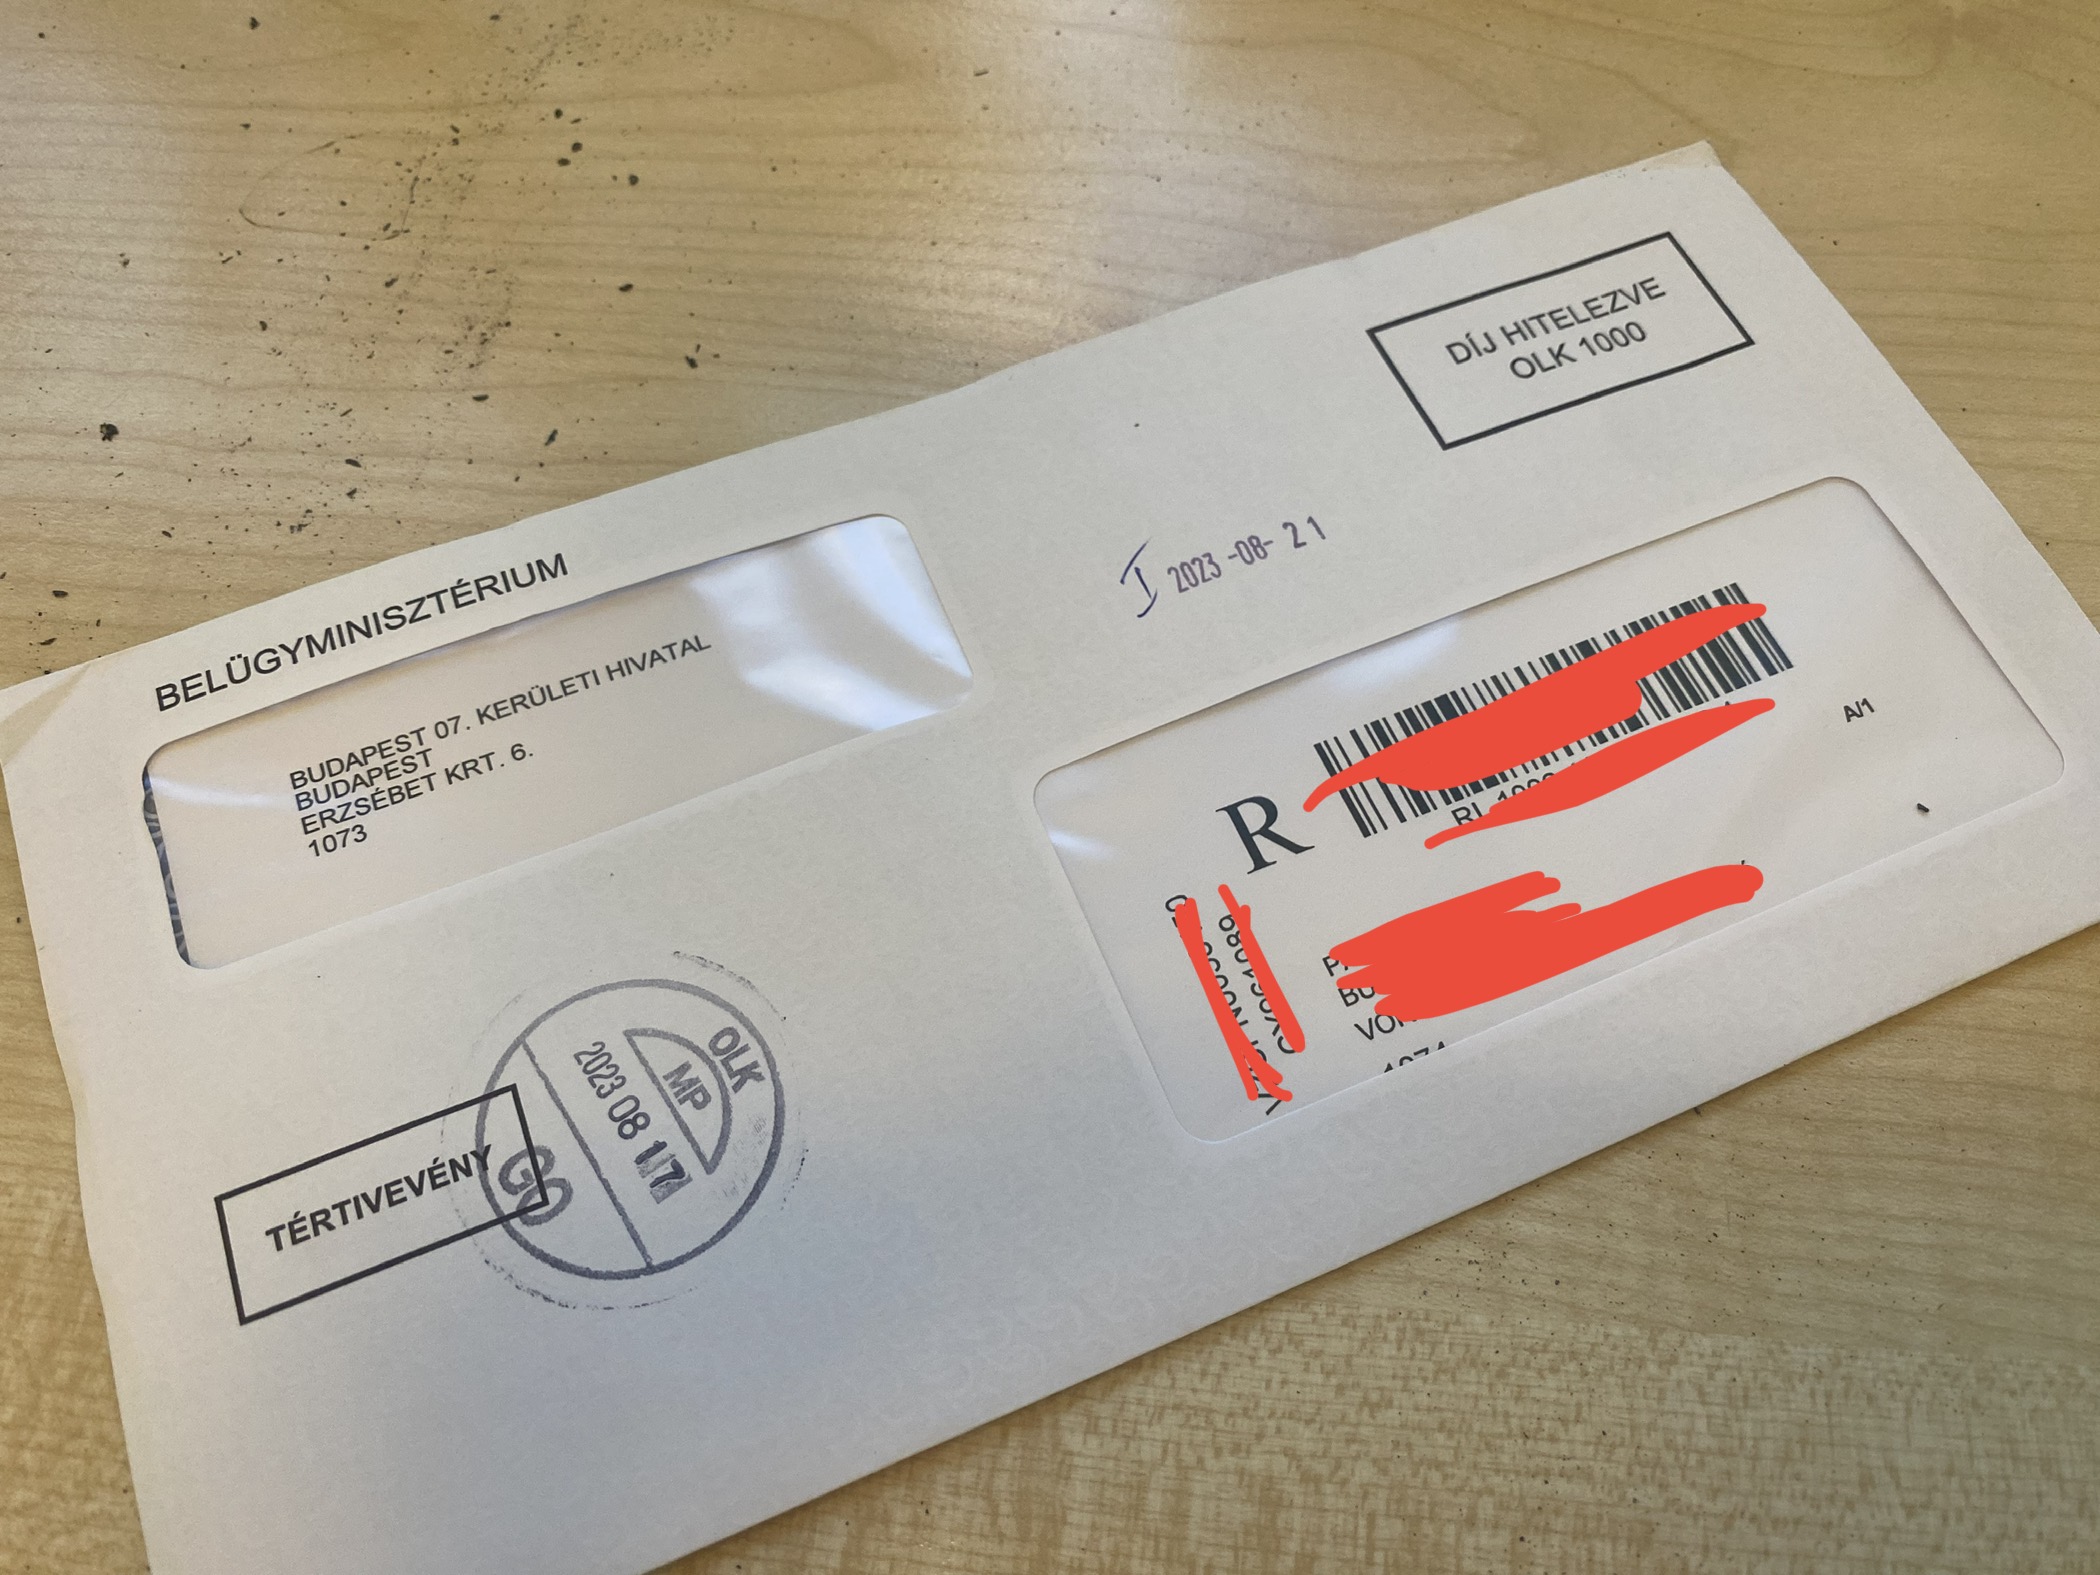 BELÜGYMINISZTÉRIUM
BUDAPEST 07. KERÜLETI HIVATAL
BUDAPEST
ERZSÉBET KRT. 6.
1073
DÍJ HITELEZVE
OLK 1000
I 2023 -08- 21
R
A/1
TÉRTIVEVÉNY
OLK
MP
2023 08 17